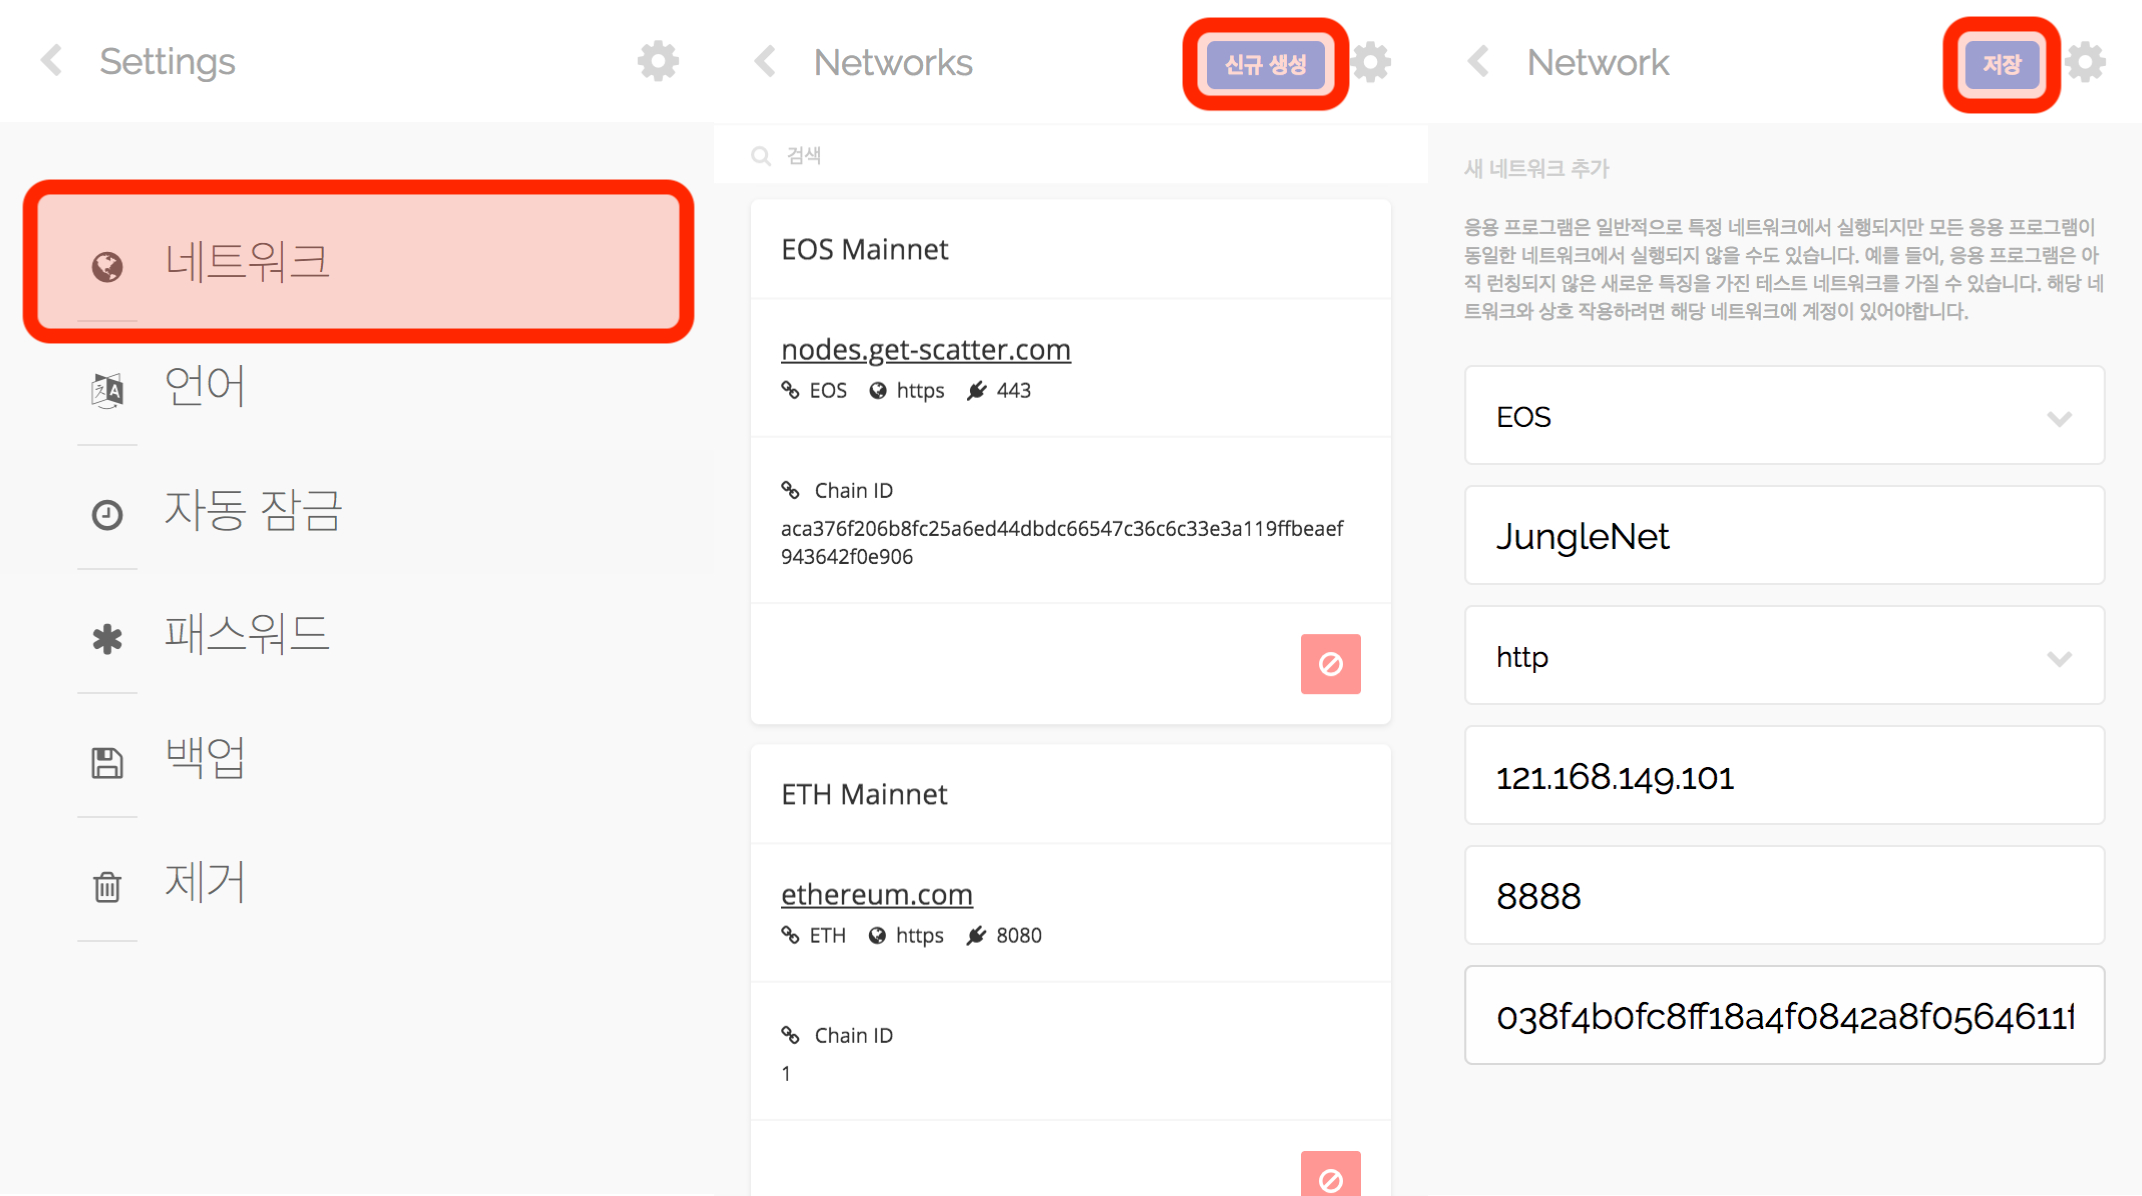 Settings
네트워크
언어
자동 잠금
패스워드
백업
제거
Networks
신규 생성
검색
EOS Mainnet
nodes.get-scatter.com
EOS https 443
Chain ID
aca376f206b8fc25a6ed44dbdc66547c36c6c33e3a119ffbeaef
943642f0e906
ETH Mainnet
ethereum.com
ETH https 8080
Chain ID
1
Network
저장
새 네트워크 추가
응용 프로그램은 일반적으로 특정 네트워크에서 실행되지만 모든 응용 프로그램이
동일한 네트워크에서 실행되지 않을 수도 있습니다. 예를 들어, 응용 프로그램은 아
직 런칭되지 않은 새로운 특징을 가진 테스트 네트워크를 가질 수 있습니다. 해당 네
트워크와 상호 작용하려면 해당 네트워크에 계정이 있어야합니다.
EOS
JungleNet
http
121.168.149.101
8888
038f4b0fc8ff18a4f0842a8f0564611f